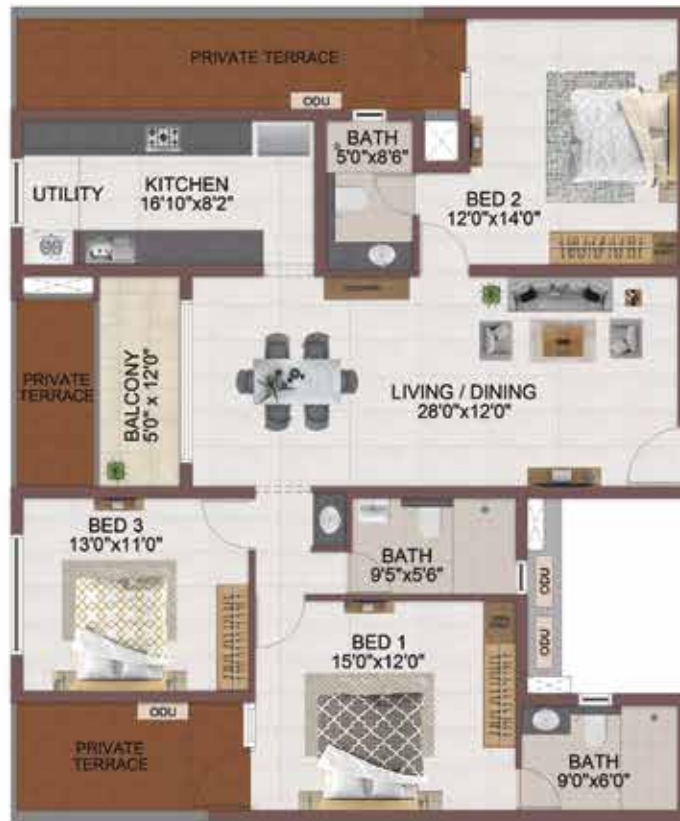 PRIVATE TERRACE
ODU
BATH
5'0"x8'6"
KITCHEN
16'10"x8'2"
UTILITY
BED 2
12'0"x14'0"
PRIVATE
TERRACE
BALCONY
5'0" x 12'0"
LIVING / DINING
28'0"x12'0"
BED 3
13'0"x11'0"
BATH
9'5"x5'6"
ODU
ODU
BED 1
15'0"x12'0"
ODU
PRIVATE
TERRACE
BATH
9'0"x6'0"